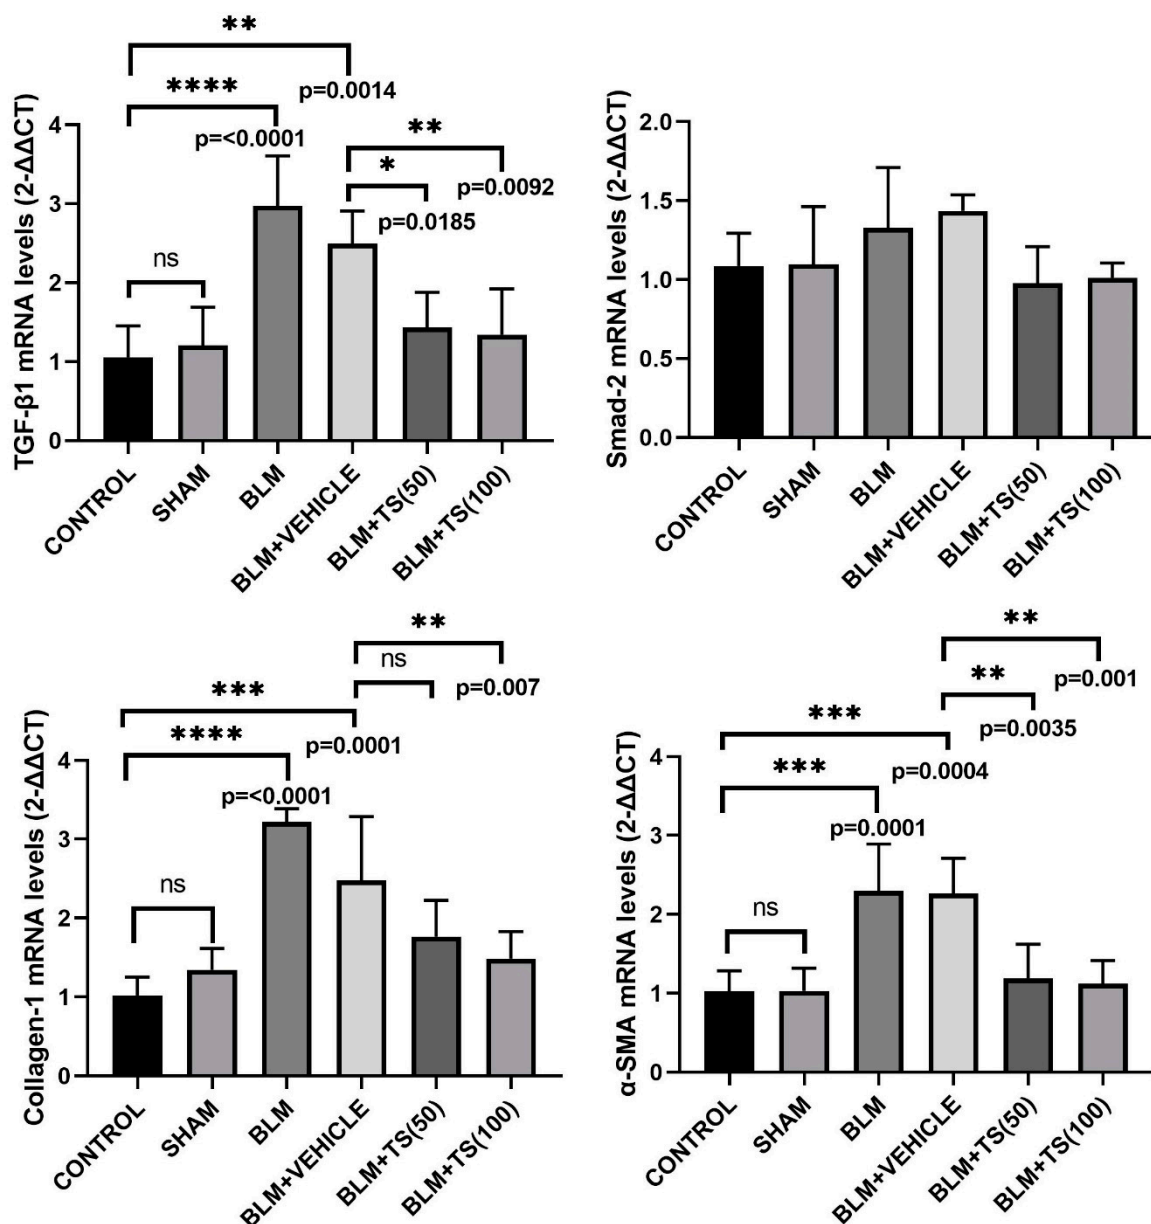 **
p=0.0014
****
p=<0.0001
**
p=0.0092
*
p=0.0185
ns
TGF-β1 mRNA levels (2-ΔΔCT)
4
3
2
1
0
CONTROL
SHAM
BLM
BLM+VEHICLE
BLM+TS(50)
BLM+TS(100)
Smad-2 mRNA levels (2-ΔΔCT)
2.0
1.5
1.0
0.5
0.0
CONTROL
SHAM
BLM
BLM+VEHICLE
BLM+TS(50)
BLM+TS(100)
**
p=0.007
ns
***
p=0.0001
****
p=<0.0001
ns
Collagen-1 mRNA levels (2-ΔΔCT)
4
3
2
1
0
CONTROL
SHAM
BLM
BLM+VEHICLE
BLM+TS(50)
BLM+TS(100)
**
p=0.001
**
p=0.0035
***
p=0.0004
***
p=0.0001
ns
α-SMA mRNA levels (2-ΔΔCT)
4
3
2
1
0
CONTROL
SHAM
BLM
BLM+VEHICLE
BLM+TS(50)
BLM+TS(100)